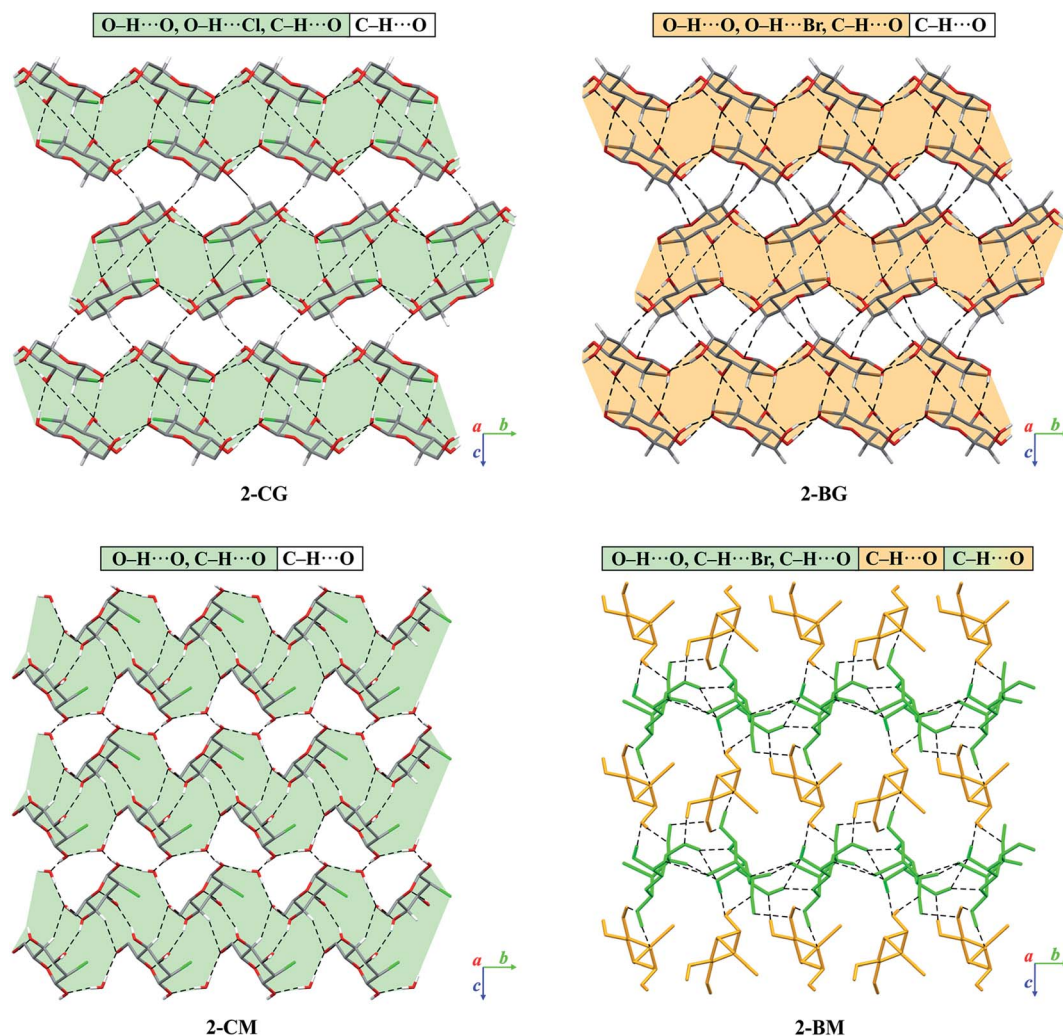 O–H···O, O–H···Cl, C–H···O C–H···O
O–H···O, O–H···Br, C–H···O C–H···O
a b
c
a b
c
2-CG
2-BG
O–H···O, C–H···O C–H···O
O–H···O, C–H···Br, C–H···O C–H···O C–H···O
a b
c
a b
c
2-CM
2-BM